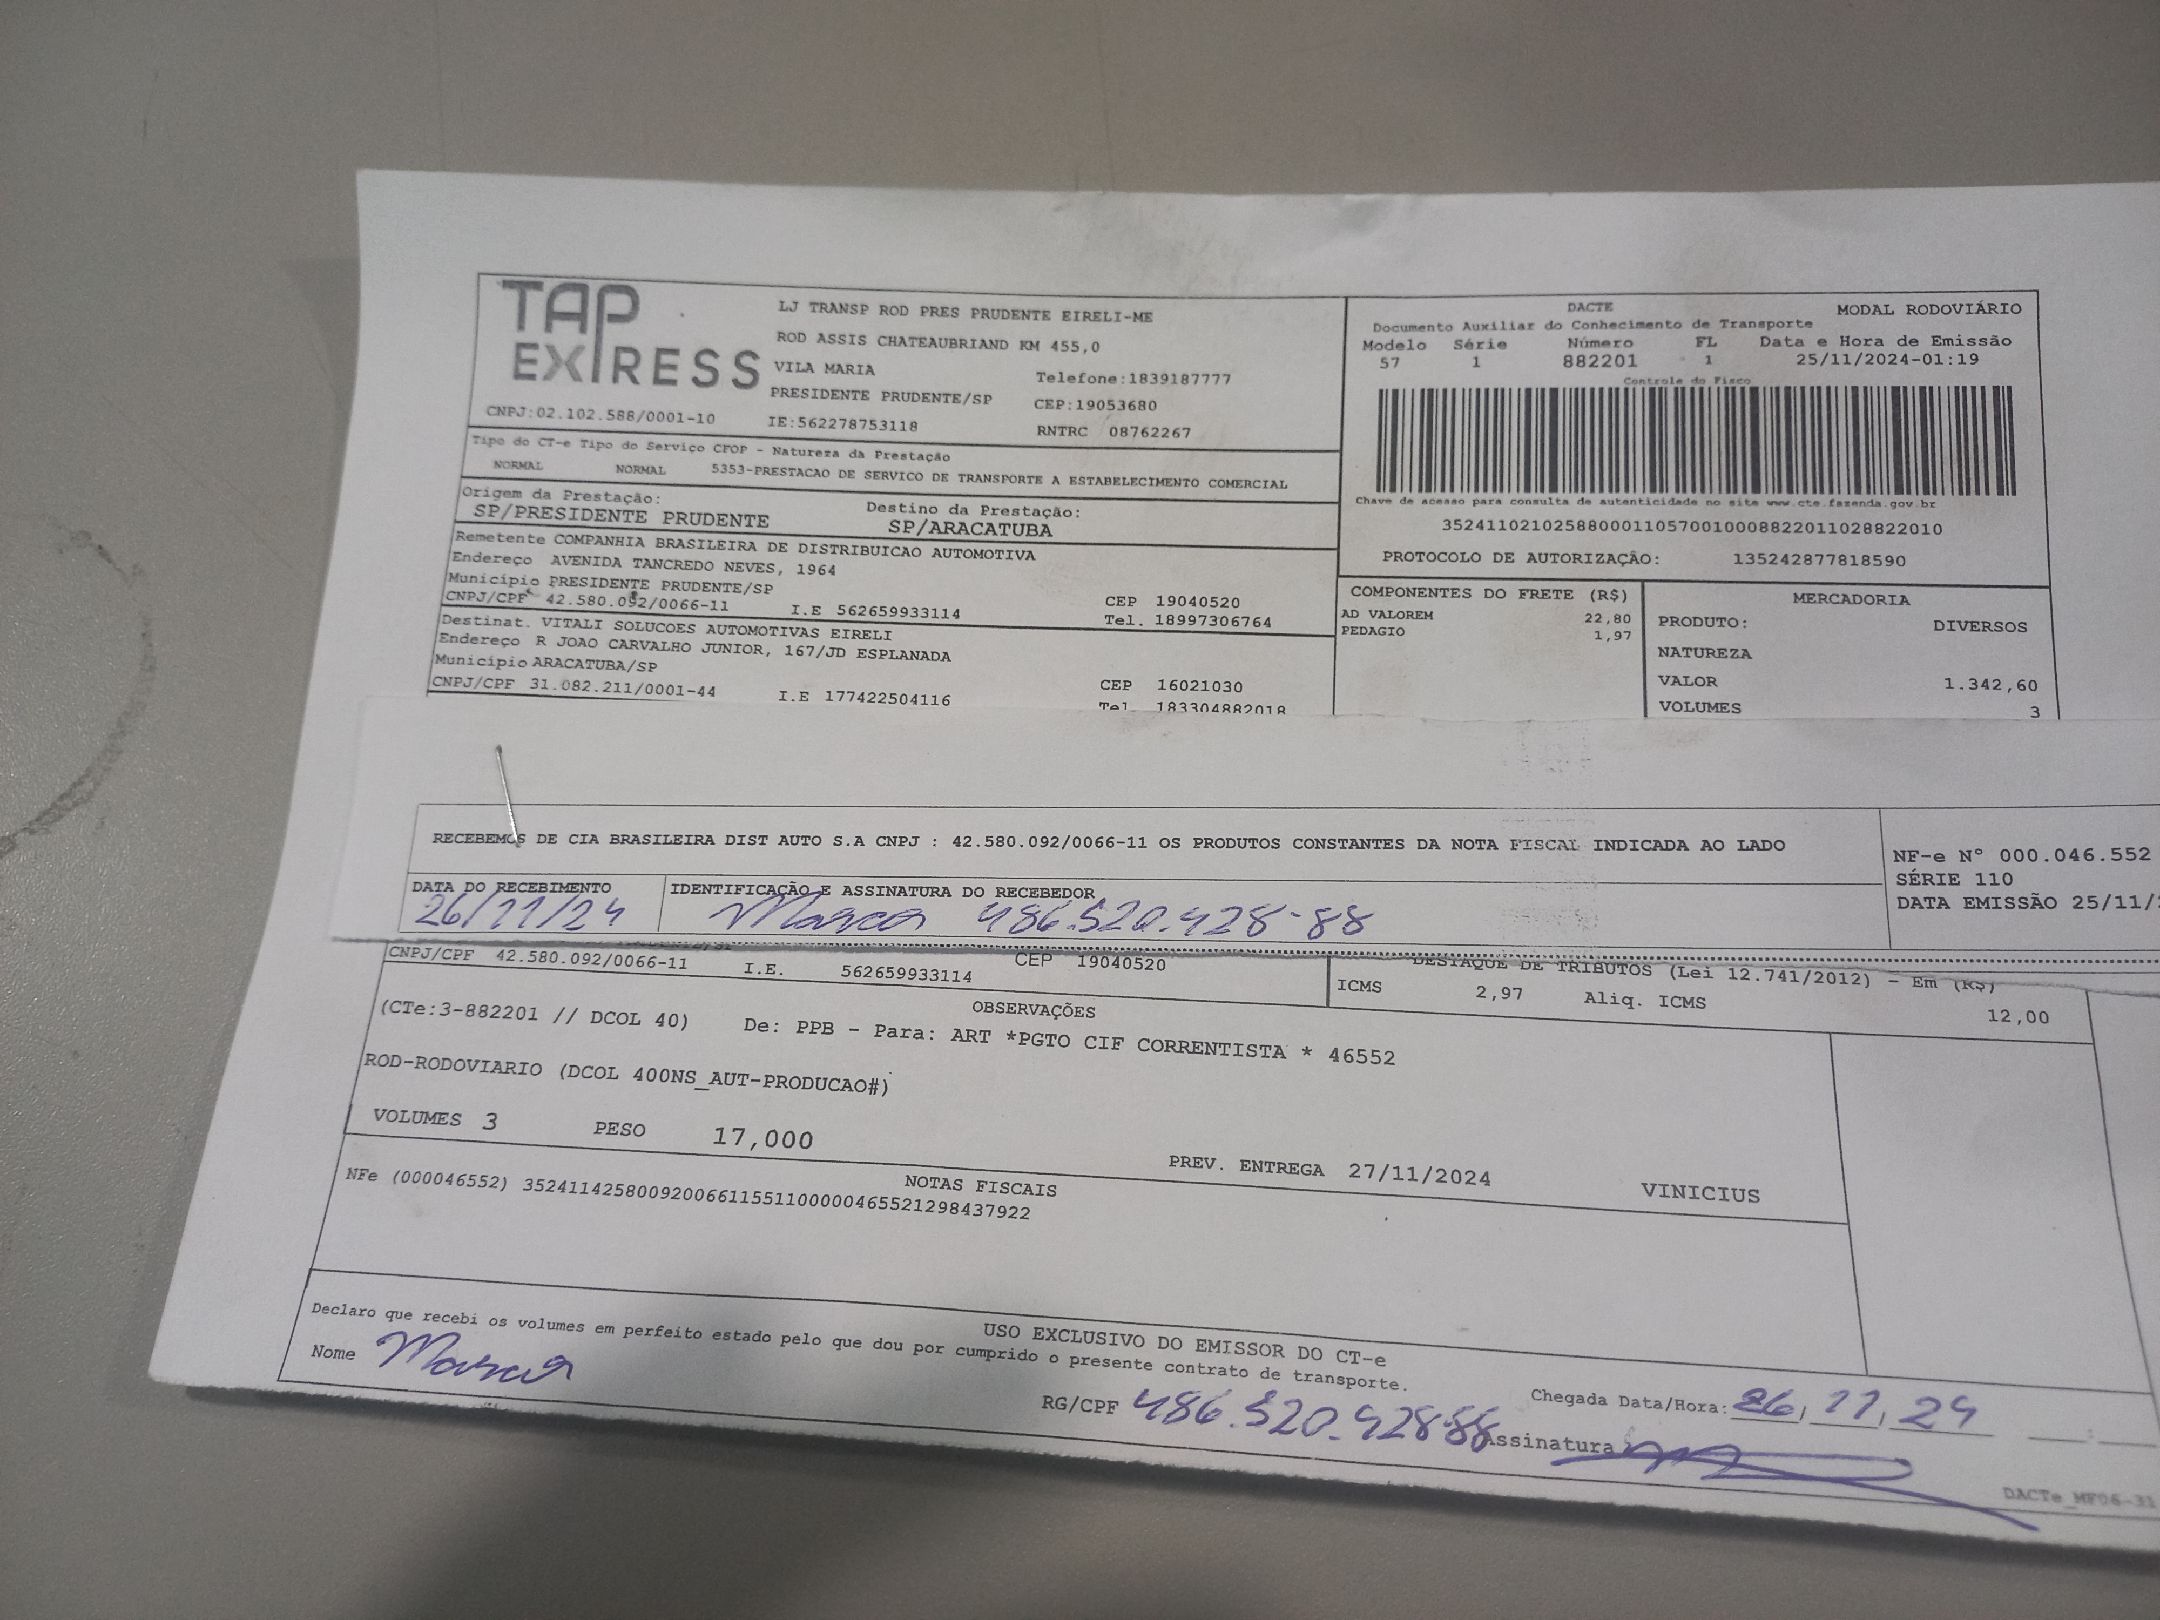 TAP
EXPRESS
LJ TRANSP ROD PRES PRUDENTE EIRELI-ME
ROD ASSIS CHATEAUBRIAND KM 455,0
VILA MARIA Telefone:1839187777
PRESIDENTE PRUDENTE/SP CEP:19053680
CNPJ:02.102.588/0001-10 IE:562278753118 RNTRC 08762267
DACTE MODAL RODOVIÁRIO
Documento Auxiliar do Conhecimento de Transporte
Modelo Série Número FL Data e Hora de Emissão
57 1 882201 1 25/11/2024-01:19
Controle do Fisco
Chave de acesso para consulta de autenticidade no site www.cte.fazenda.gov.br
35241102102588000110570010008822011028822010
PROTOCOLO DE AUTORIZAÇÃO: 135242877818590
Tipo do CT-e Tipo do Serviço CFOP - Natureza da Prestação
NORMAL NORMAL 5353-PRESTACAO DE SERVICO DE TRANSPORTE A ESTABELECIMENTO COMERCIAL
Origem da Prestação: Destino da Prestação:
SP/PRESIDENTE PRUDENTE SP/ARACATUBA
Remetente COMPANHIA BRASILEIRA DE DISTRIBUICAO AUTOMOTIVA
Endereço AVENIDA TANCREDO NEVES, 1964
Município PRESIDENTE PRUDENTE/SP CEP 19040520
CNPJ/CPF 42.580.092/0066-11 I.E 562659933114 Tel. 18997306764
Destinat. VITALI SOLUCOES AUTOMOTIVAS EIRELI
Endereço R JOAO CARVALHO JUNIOR, 167/JD ESPLANADA
Município ARACATUBA/SP CEP 16021030
CNPJ/CPF 31.082.211/0001-44 I.E 177422504116 Tel. 183304882018
COMPONENTES DO FRETE (R$)
AD VALOREM 22,80
PEDAGIO 1,97
MERCADORIA
PRODUTO: DIVERSOS
NATUREZA
VALOR 1.342,60
VOLUMES 3
RECEBEMOS DE CIA BRASILEIRA DIST AUTO S.A CNPJ : 42.580.092/0066-11 OS PRODUTOS CONSTANTES DA NOTA FISCAL INDICADA AO LADO
NF-e N° 000.046.552
SÉRIE 110
DATA EMISSÃO 25/11/
DATA DO RECEBIMENTO IDENTIFICAÇÃO E ASSINATURA DO RECEBEDOR
26/11/24 486.520.428-88
CNPJ/CPF 42.580.092/0066-11 I.E. 562659933114 CEP 19040520
DESTAQUE DE TRIBUTOS (Lei 12.741/2012) - Em (R$)
ICMS 2,97 Aliq. ICMS 12,00
OBSERVAÇÕES
(CTe:3-882201 // DCOL 40) De: PPB - Para: ART *PGTO CIF CORRENTISTA * 46552
ROD-RODOVIARIO (DCOL 400NS_AUT-PRODUCAO#)
VOLUMES 3 PESO 17,000 PREV. ENTREGA 27/11/2024 VINICIUS
NOTAS FISCAIS
NFe (000046552) 35241142580092006611551100000465521298437922
USO EXCLUSIVO DO EMISSOR DO CT-e
Declaro que recebi os volumes em perfeito estado pelo que dou por cumprido o presente contrato de transporte.
Nome RG/CPF 486.520.428-88 Chegada Data/Hora: 26, 11, 24
Assinatura
DACTe_MF06-31